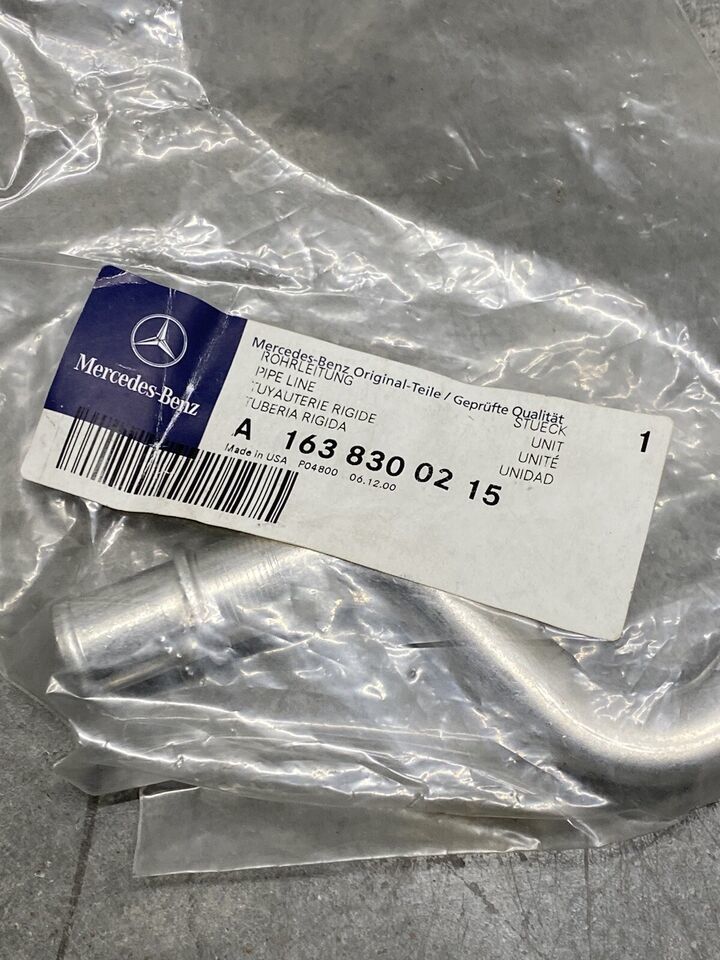 Mercedes-Benz
Mercedes-Benz Original-Teile / Geprüfte Qualität
ROHRLEITUNG STUECK 1
PIPE LINE UNIT
TUYAUTERIE RIGIDE UNITÉ
TUBERIA RIGIDA UNIDAD
A 163 830 02 15
Made in USA P04800 06.12.00